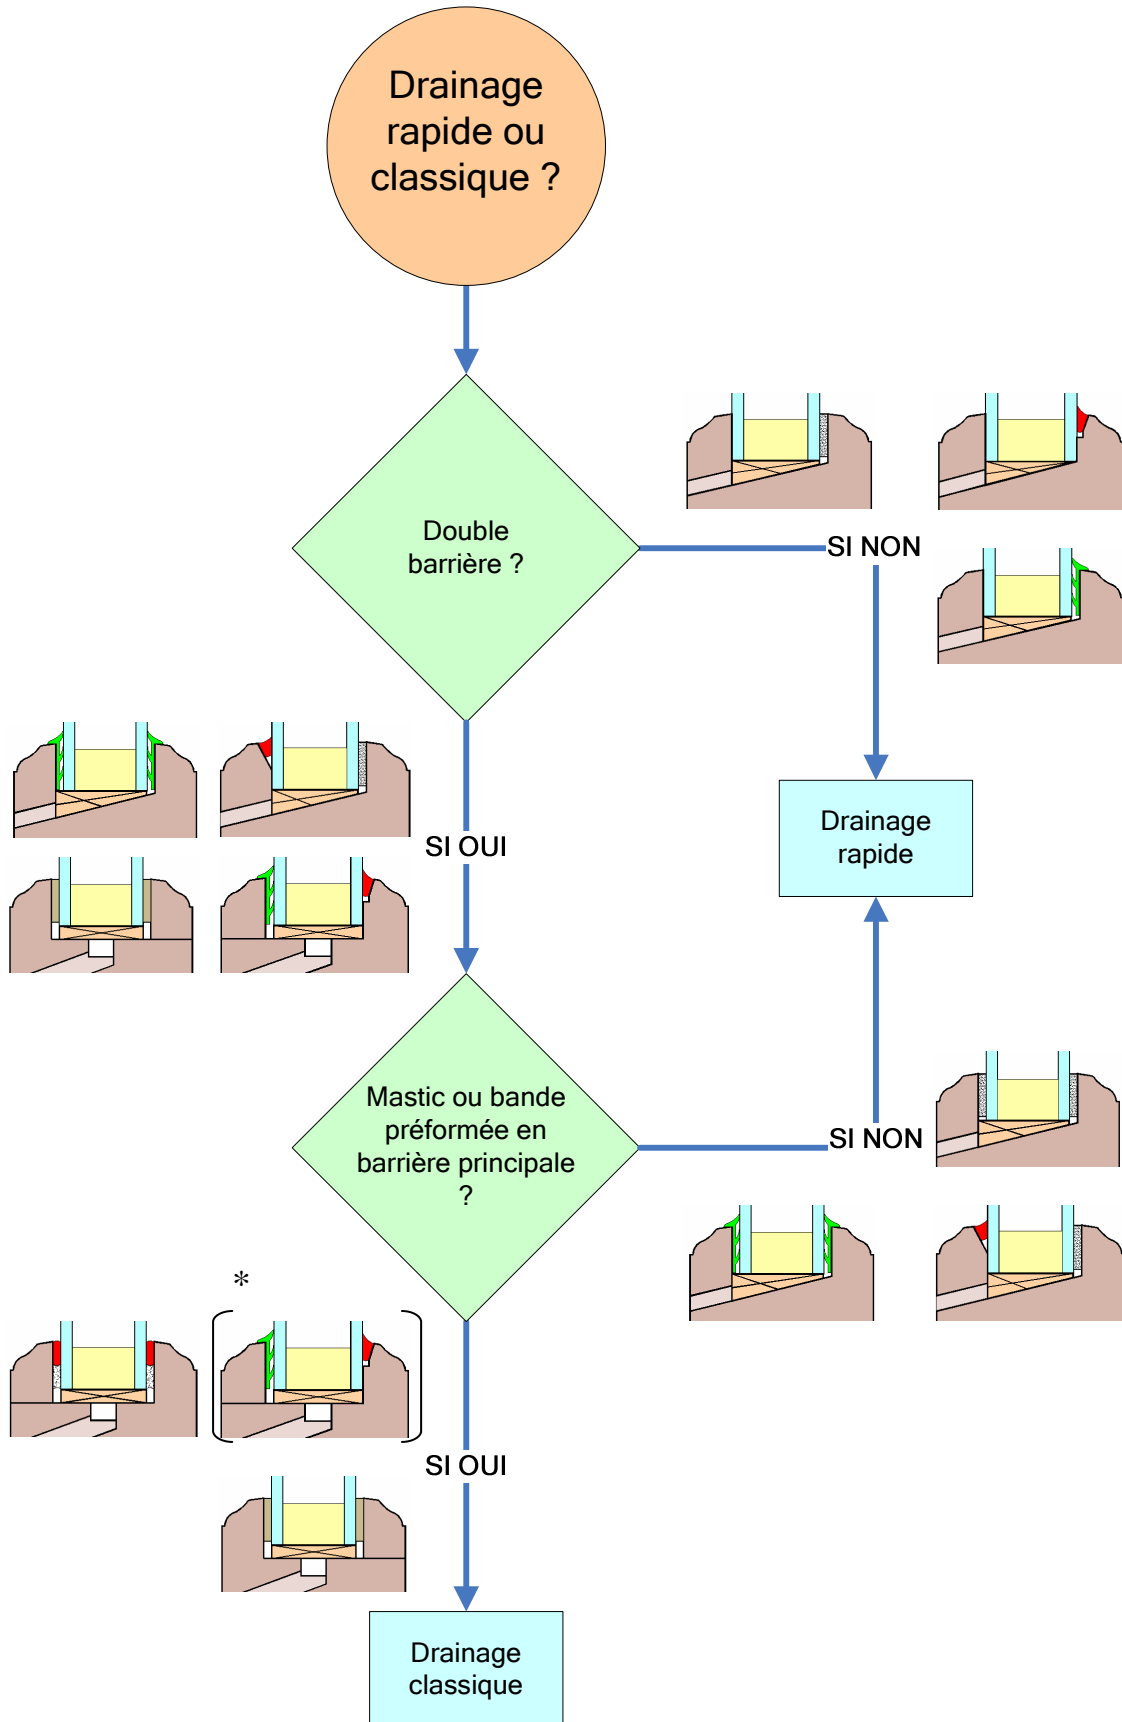 Drainage
rapide ou
classique ?
Double
barrière ?
SI NON
Drainage
rapide
SI OUI
Mastic ou bande
préformée en
barrière principale
?
SI NON
*
SI OUI
Drainage
classique